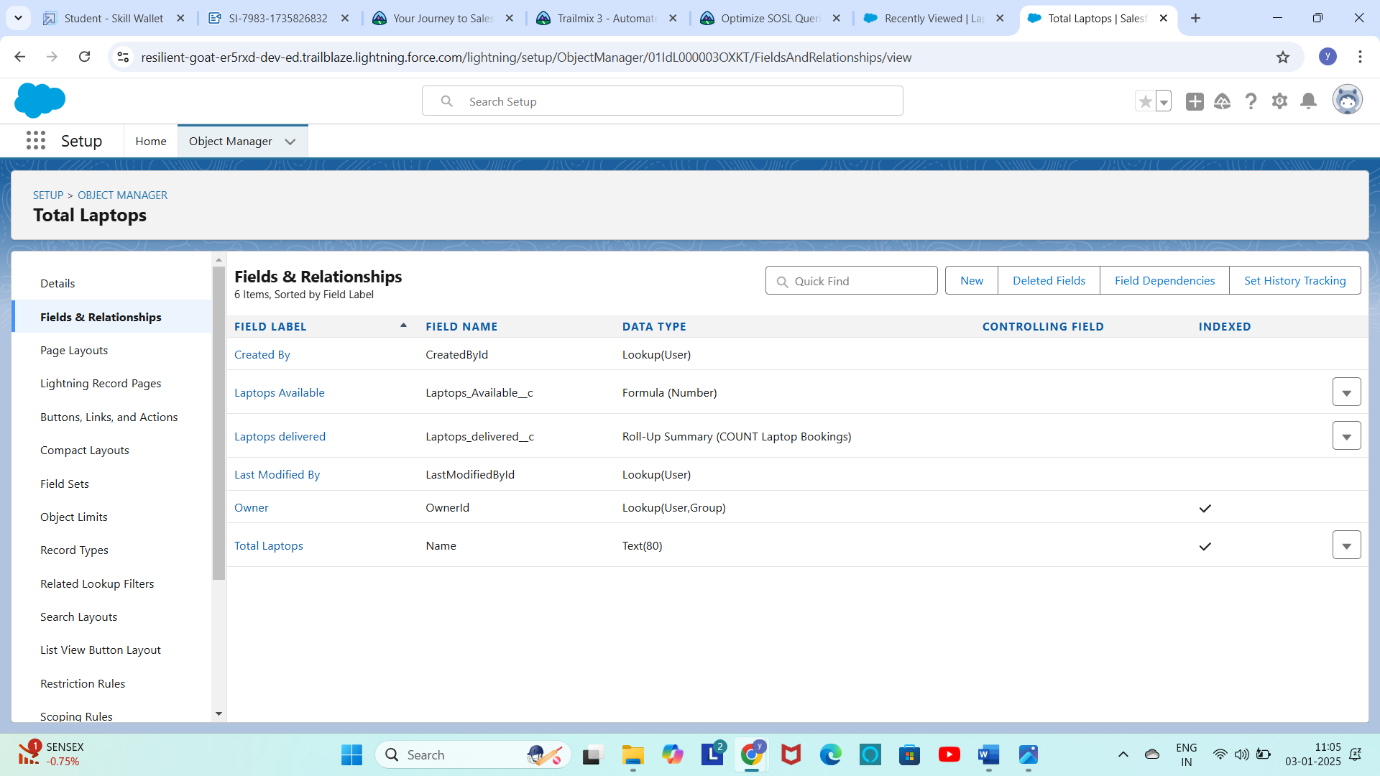 Student - Skill Wallet
SI-7983-1735826832
Your Journey to Sales
Trailmix 3 - Automate
Optimize SOSL Queri
Recently Viewed | La
Total Laptops | Salesf
resilient-goat-er5rxd-dev-ed.trailblaze.lightning.force.com/lightning/setup/ObjectManager/01IdL000003OXKT/FieldsAndRelationships/view
y
Search Setup
Setup
Home
Object Manager
SETUP > OBJECT MANAGER
Total Laptops
Details
Fields & Relationships
Page Layouts
Lightning Record Pages
Buttons, Links, and Actions
Compact Layouts
Field Sets
Object Limits
Record Types
Related Lookup Filters
Search Layouts
List View Button Layout
Restriction Rules
Scoping Rules
Fields & Relationships
6 Items, Sorted by Field Label
Quick Find
New
Deleted Fields
Field Dependencies
Set History Tracking
FIELD LABEL FIELD NAME DATA TYPE CONTROLLING FIELD INDEXED
Created By CreatedById Lookup(User)
Laptops Available Laptops_Available__c Formula (Number)
Laptops delivered Laptops_delivered__c Roll-Up Summary (COUNT Laptop Bookings)
Last Modified By LastModifiedById Lookup(User)
Owner OwnerId Lookup(User,Group)
Total Laptops Name Text(80)
1
SENSEX
-0.75%
Search
L
2
y
W
ENG
IN
11:05
03-01-2025